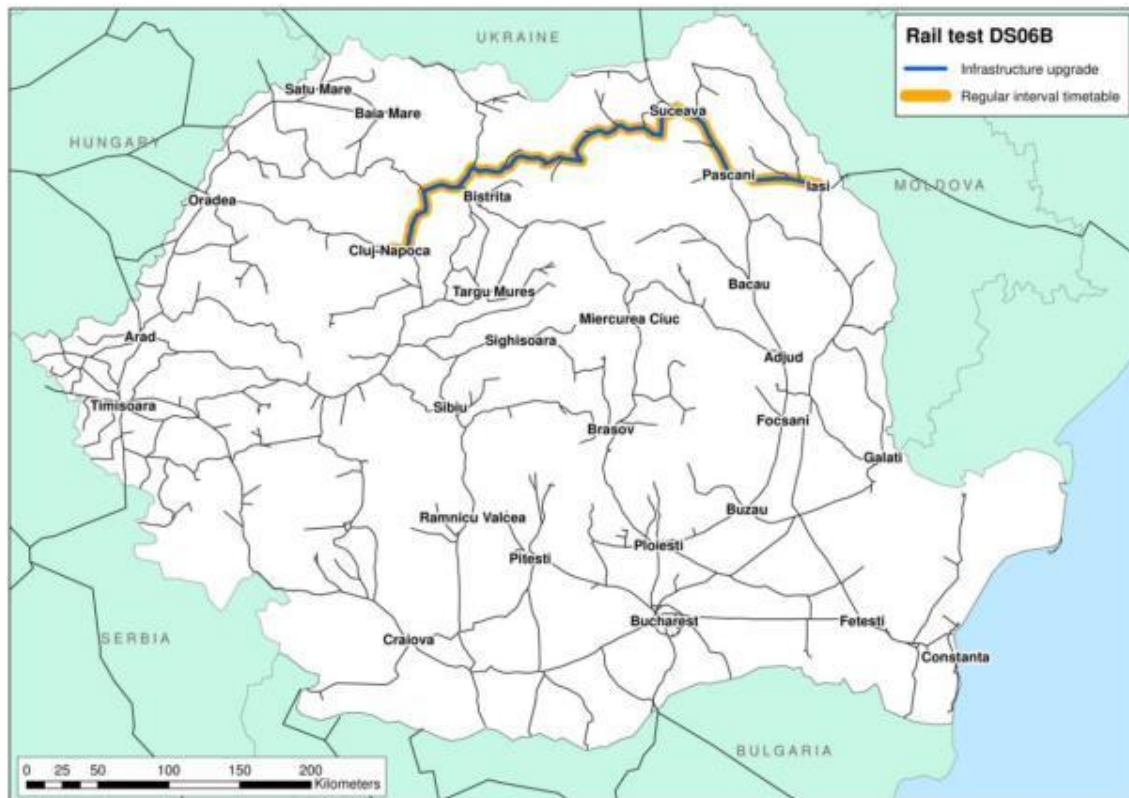 UKRAINE
Rail test DS06B
Infrastructure upgrade
Regular interval timetable
Satu Mare
Baia Mare
Suceava
HUNGARY
Pascani
Iasi
MOLDOVA
Oradea
Bistrita
Cluj-Napoca
Targu Mures
Bacau
Miercurea Ciuc
Arad
Sighisoara
Adjud
Timisoara
Sibiu
Brasov
Focsani
Galati
Ramnicu Valcea
Buzau
Pitesti
Ploiesti
SERBIA
Craiova
Bucharest
Fetesti
Constanta
BULGARIA
0 25 50 100 150 200
Kilometers